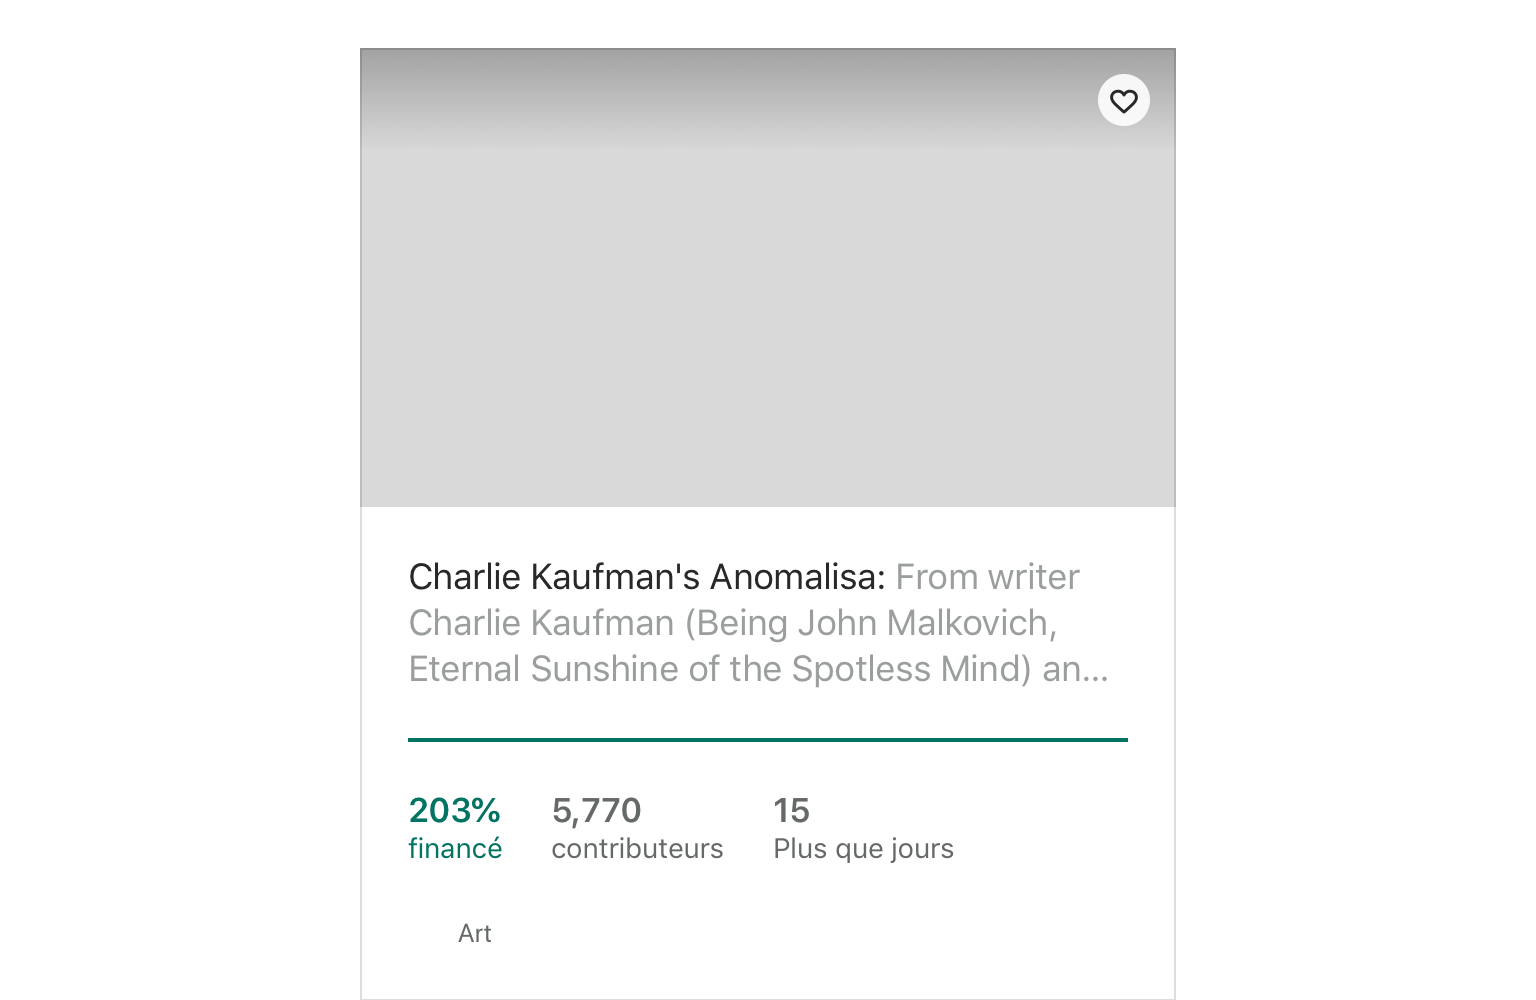 Charlie Kaufman's Anomalisa: From writer
Charlie Kaufman (Being John Malkovich,
Eternal Sunshine of the Spotless Mind) an…
203%
financé
5,770
contributeurs
15
Plus que jours
Art